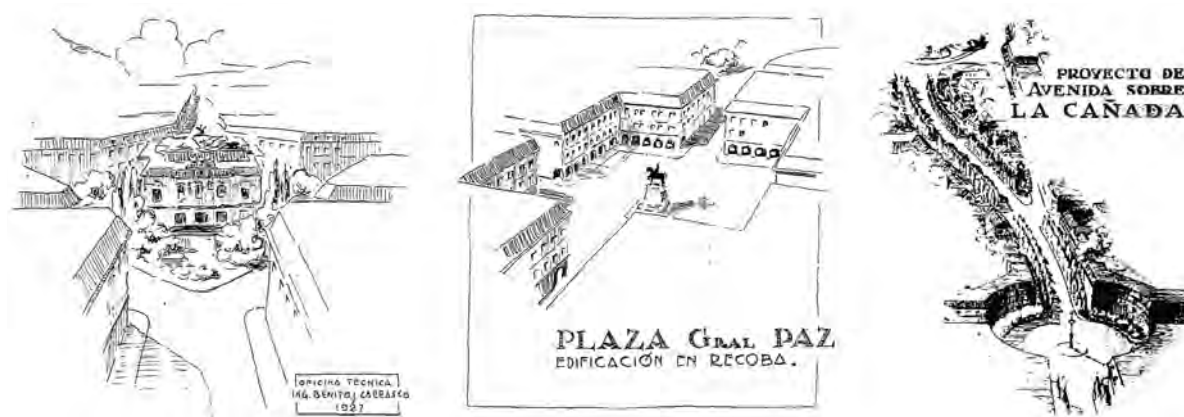 OFICINA TECNICA
ING. BENITO J. CARRASCO
1927
PLAZA GRAL PAZ
EDIFICACIÓN EN RECOBA.
PROYECTO DE
AVENIDA SOBRE
LA CAÑADA